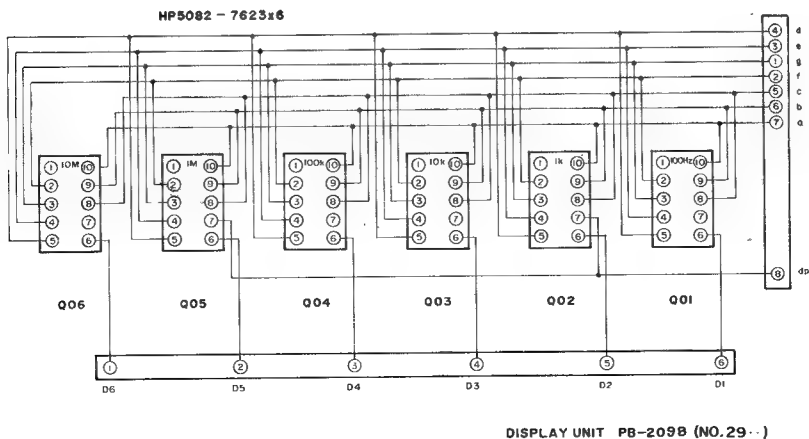 HP5082-7623x6
④ d
③ e
① g
② f
⑤ c
⑥ b
⑦ a
① 10M ⑩ ① 1M ⑩ ① 100k ⑩ ① 10k ⑩ ① 1k ⑩ ① 100Hz ⑩
② ⑨ ② ⑨ ② ⑨ ② ⑨ ② ⑨ ② ⑨
③ ⑧ ③ ⑧ ③ ⑧ ③ ⑧ ③ ⑧ ③ ⑧
④ ⑦ ④ ⑦ ④ ⑦ ④ ⑦ ④ ⑦ ④ ⑦
⑤ ⑥ ⑤ ⑥ ⑤ ⑥ ⑤ ⑥ ⑤ ⑥ ⑤ ⑥
⑧ dp
Q06 Q05 Q04 Q03 Q02 Q01
① ② ③ ④ ⑤ ⑥
D6 D5 D4 D3 D2 D1
DISPLAY UNIT PB-2098 (NO.29··)